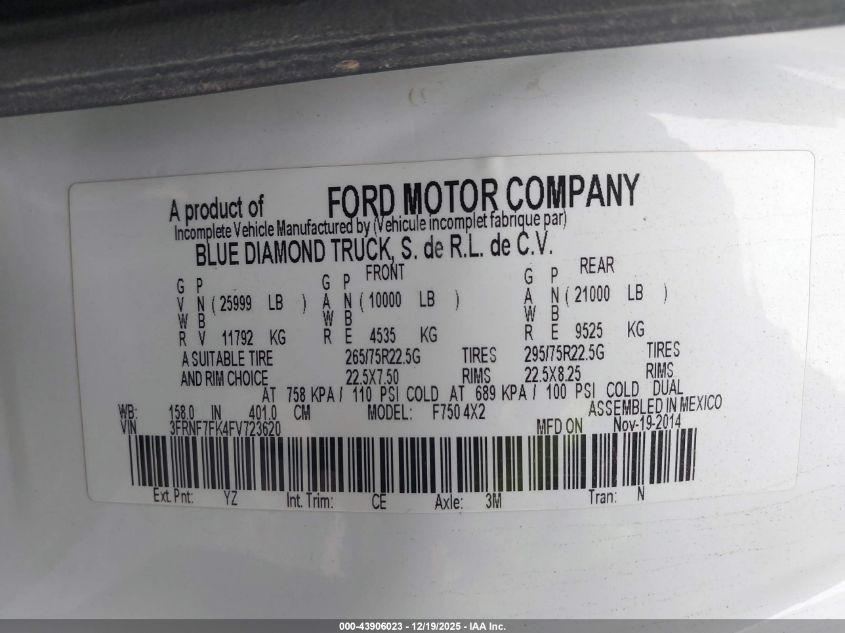 A product of FORD MOTOR COMPANY
Incomplete Vehicle Manufactured by (Vehicule incomplet fabrique par)
BLUE DIAMOND TRUCK, S. de R.L. de C.V.
FRONT REAR
G P G P G P
V N ( 25999 LB ) A N ( 10000 LB ) A N ( 21000 LB )
W B W B W B
R V 11792 KG R E 4535 KG R E 9525 KG
A SUITABLE TIRE 265/75R22.5G TIRES 295/75R22.5G TIRES
AND RIM CHOICE 22.5X7.50 RIMS 22.5X8.25 RIMS
AT 758 KPA / 110 PSI COLD AT 689 KPA / 100 PSI COLD DUAL
WB: 158.0 IN 401.0 CM MODEL: F750 4X2 ASSEMBLED IN MEXICO
VIN 3FRNF7FK4FV723620 MFD ON Nov-19-2014
Ext. Pnt: YZ Int. Trim: CE Axle: 3M Tran: N
000-43906023 - 12/19/2025 - IAA Inc.